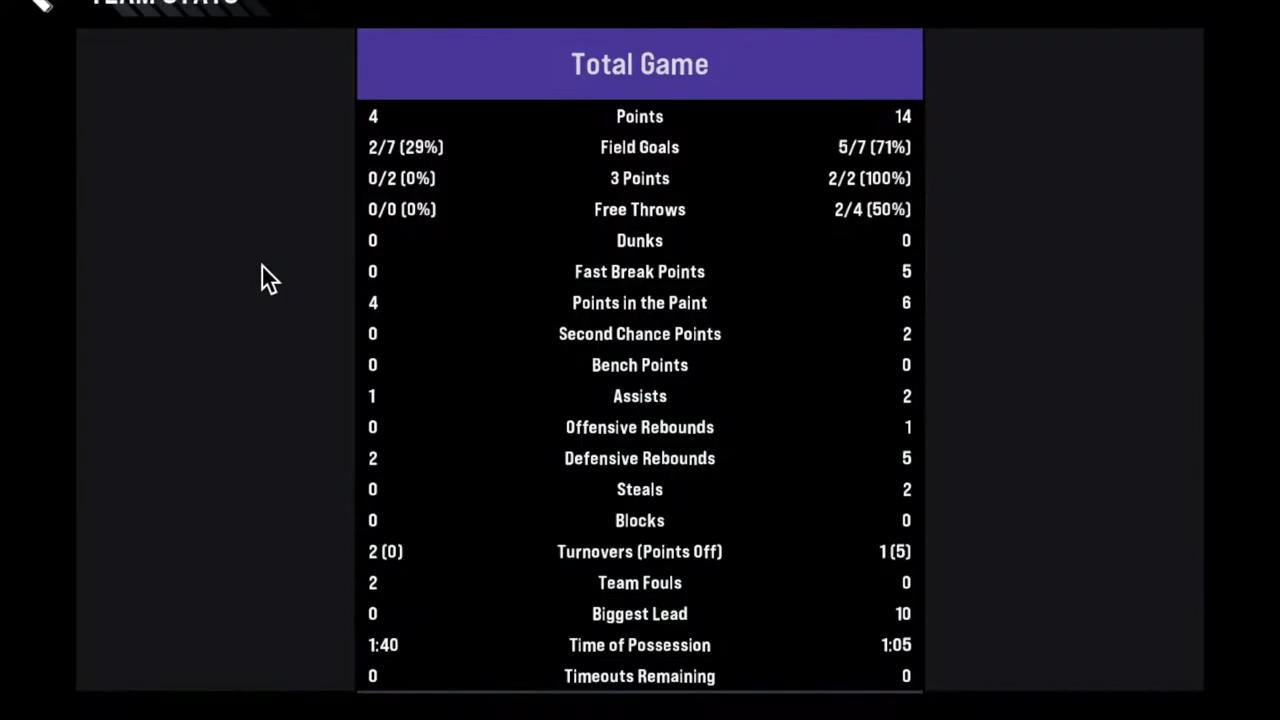 TEAM STATS
Total Game
4 Points 14
2/7 (29%) Field Goals 5/7 (71%)
0/2 (0%) 3 Points 2/2 (100%)
0/0 (0%) Free Throws 2/4 (50%)
0 Dunks 0
0 Fast Break Points 5
4 Points in the Paint 6
0 Second Chance Points 2
0 Bench Points 0
1 Assists 2
0 Offensive Rebounds 1
2 Defensive Rebounds 5
0 Steals 2
0 Blocks 0
2 (0) Turnovers (Points Off) 1 (5)
2 Team Fouls 0
0 Biggest Lead 10
1:40 Time of Possession 1:05
0 Timeouts Remaining 0